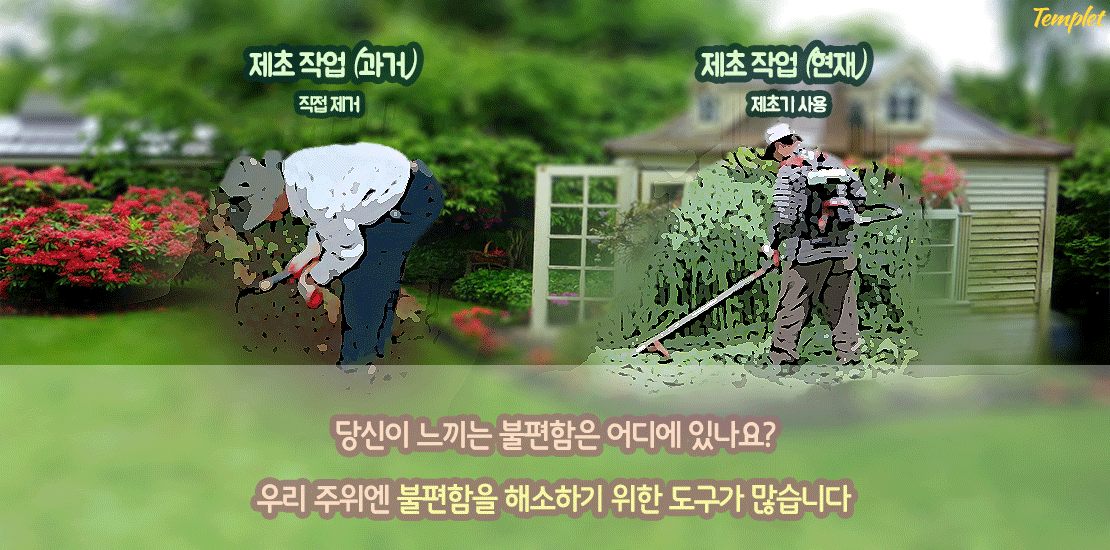 Templet
제초 작업 (과거)
제초 작업 (현재)
직접 제거
제초기 사용
당신이 느끼는 불편함은 어디에 있나요?
우리 주위엔 불편함을 해소하기 위한 도구가 많습니다